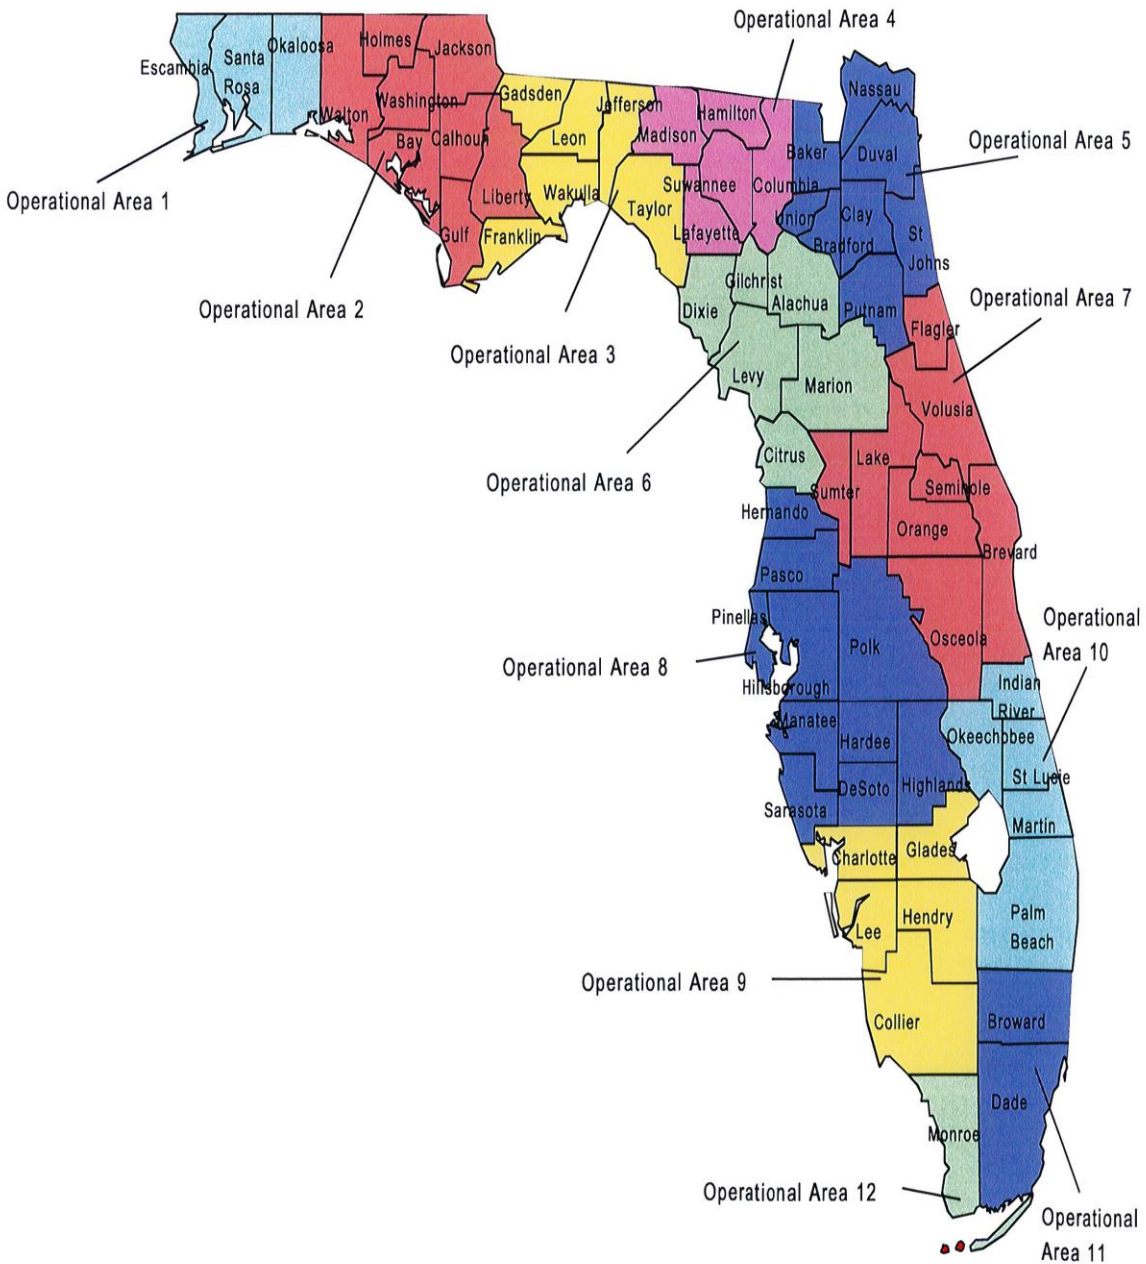 Operational Area 4
Holmes
Jackson
Okaloosa
Santa
Rosa
Escambia
Walton
Washington
Bay
Calhoun
Liberty
Gulf
Gadsden
Leon
Jefferson
Wakulla
Franklin
Taylor
Madison
Hamilton
Suwannee
Columbia
Lafayette
Nassau
Baker
Duval
Union
Clay
Bradford
St
Johns
Putnam
Operational Area 5
Operational Area 1
Operational Area 2
Operational Area 3
Operational Area 7
Gilchrist
Dixie
Alachua
Levy
Marion
Citrus
Flagler
Volusia
Operational Area 6
Lake
Sumter
Seminole
Orange
Brevard
Osceola
Hernando
Pasco
Pinellas
Polk
Operational Area 8
Hillsborough
Manatee
Hardee
DeSoto
Highlands
Sarasota
Operational
Area 10
Indian
River
Okeechobee
St Lucie
Martin
Palm
Beach
Charlotte
Glades
Lee
Hendry
Operational Area 9
Collier
Broward
Dade
Monroe
Operational Area 12
Operational
Area 11